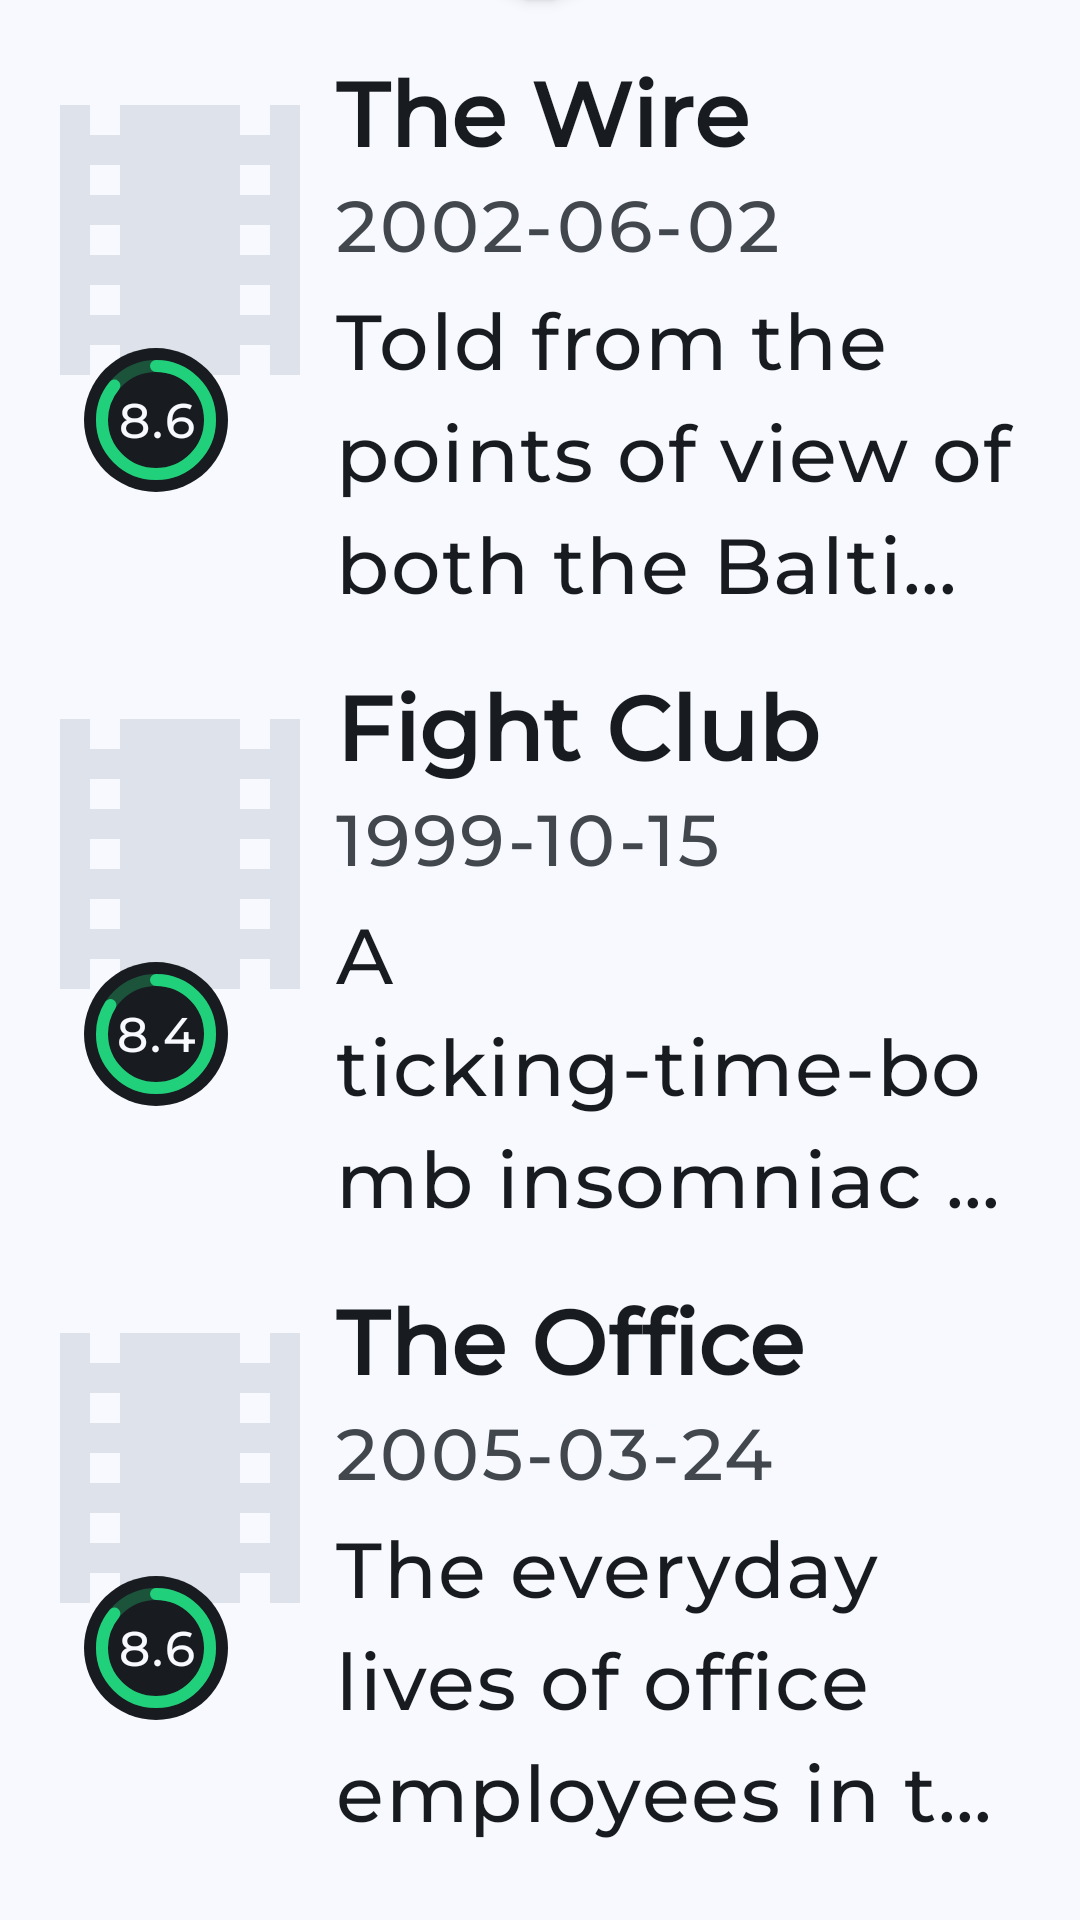 The Wire
2002-06-02
Told from the
points of view of
both the Balti...
8.6
Fight Club
1999-10-15
A
ticking-time-bo
mb insomniac ...
8.4
The Office
2005-03-24
The everyday
lives of office
employees in t...
8.6